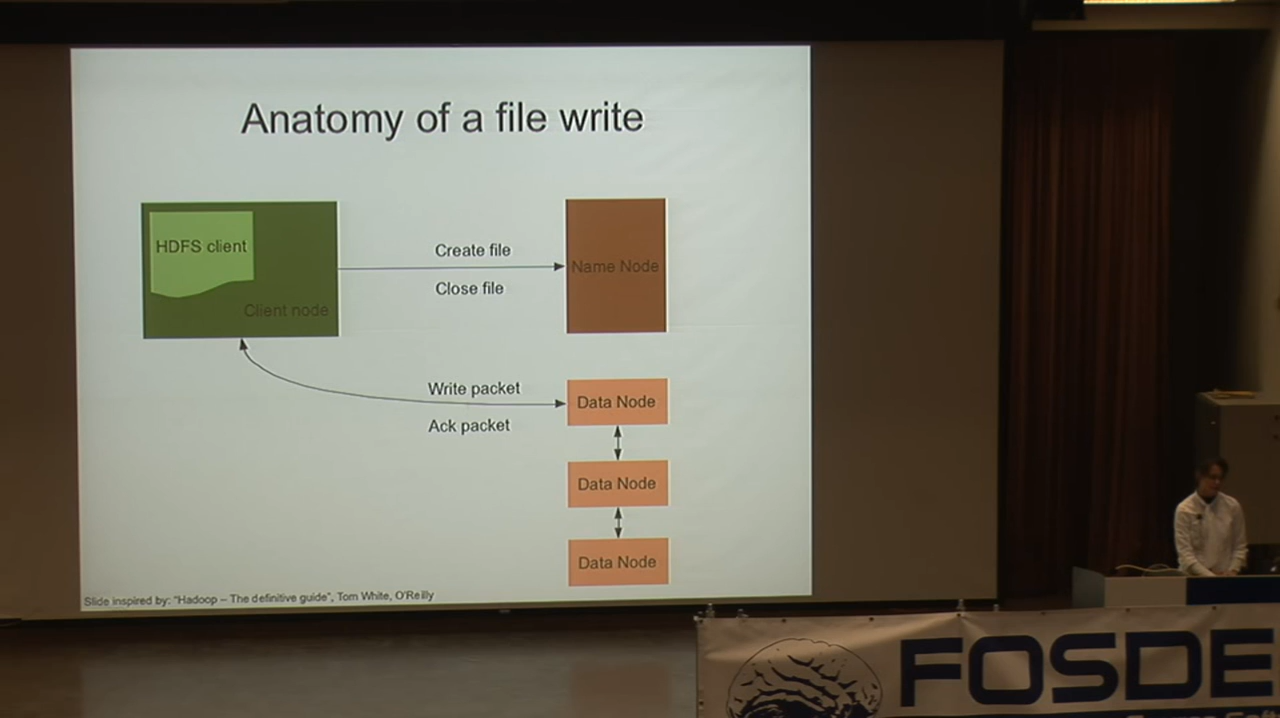 Anatomy of a file write
HDFS client
Client node
Create file
Close file
Name Node
Write packet
Ack packet
Data Node
Data Node
Data Node
Slide inspired by: "Hadoop – The definitive guide", Tom White, O'Reilly
FOSDE